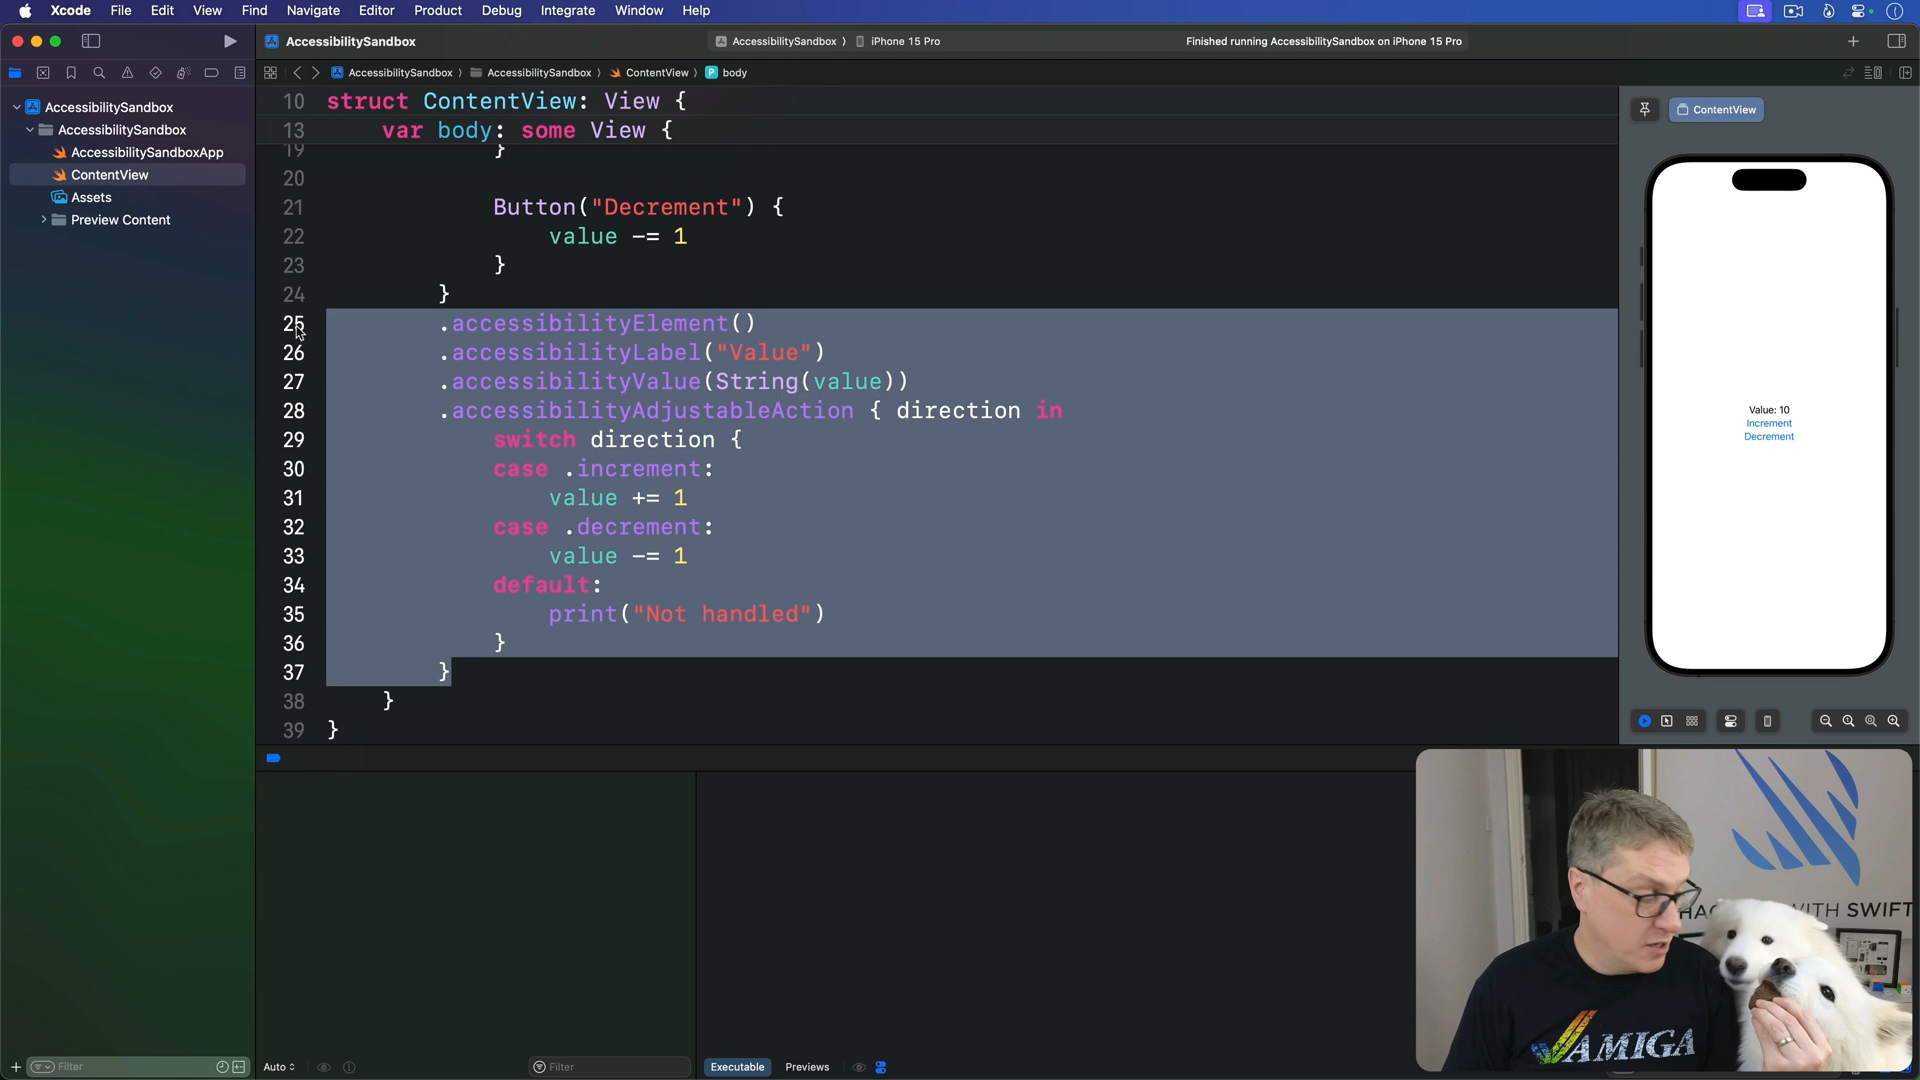 Xcode File Edit View Find Navigate Editor Product Debug Integrate Window Help
AccessibilitySandbox
AccessibilitySandbox 〉 iPhone 15 Pro
Finished running AccessibilitySandbox on iPhone 15 Pro
AccessibilitySandbox 〉 AccessibilitySandbox 〉 ContentView 〉 P body
AccessibilitySandbox
AccessibilitySandbox
AccessibilitySandboxApp
ContentView
Assets
Preview Content
10 struct ContentView: View {
13 var body: some View {
19 }
20
21 Button("Decrement") {
22 value -= 1
23 }
24 }
25 .accessibilityElement()
26 .accessibilityLabel("Value")
27 .accessibilityValue(String(value))
28 .accessibilityAdjustableAction { direction in
29 switch direction {
30 case .increment:
31 value += 1
32 case .decrement:
33 value -= 1
34 default:
35 print("Not handled")
36 }
37 }
38 }
39 }
ContentView
Value: 10
Increment
Decrement
WITH SWIFT
AMIGA
Filter
Auto
Filter
Executable Previews